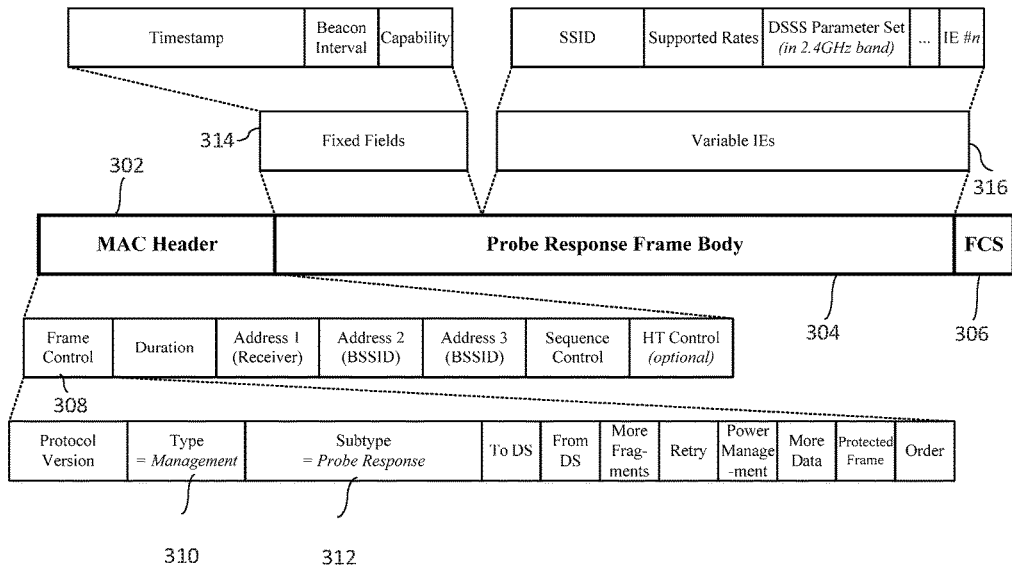 Timestamp
Beacon
Interval
Capability
SSID
Supported Rates
DSSS Parameter Set
(in 2.4GHz band)
...
IE #n
314
Fixed Fields
Variable IEs
316
302
MAC Header
Probe Response Frame Body
FCS
304
306
Frame
Control
Duration
Address 1
(Receiver)
Address 2
(BSSID)
Address 3
(BSSID)
Sequence
Control
HT Control
(optional)
308
Protocol
Version
Type
= Management
Subtype
= Probe Response
To DS
From
DS
More
Frag-
ments
Retry
Power
Manage
-ment
More
Data
Protected
Frame
Order
310
312